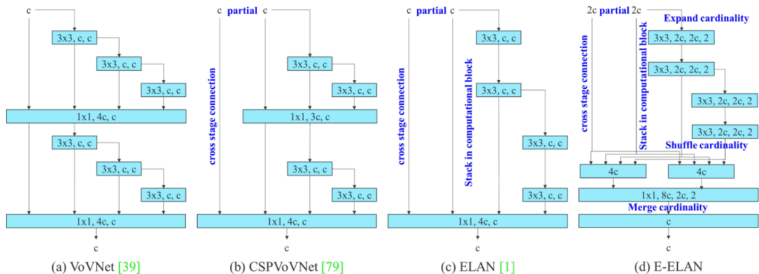 c
3x3, c, c
3x3, c, c
3x3, c, c
1x1, 4c, c
3x3, c, c
3x3, c, c
3x3, c, c
1x1, 4c, c
c
(a) VoVNet [39]
c partial c
cross stage connection
3x3, c, c
3x3, c, c
1x1, 3c, c
3x3, c, c
3x3, c, c
1x1, 4c, c
c
(b) CSPVoVNet [79]
c partial c
cross stage connection
Stack in computational block
3x3, c, c
3x3, c, c
3x3, c, c
3x3, c, c
1x1, 4c, c
c
(c) ELAN [1]
2c partial 2c
Expand cardinality
cross stage connection
Stack in computational block
3x3, 2c, 2c, 2
3x3, 2c, 2c, 2
3x3, 2c, 2c, 2
3x3, 2c, 2c, 2
Shuffle cardinality
4c 4c
1x1, 8c, 2c, 2
Merge cardinality
c
c
(d) E-ELAN